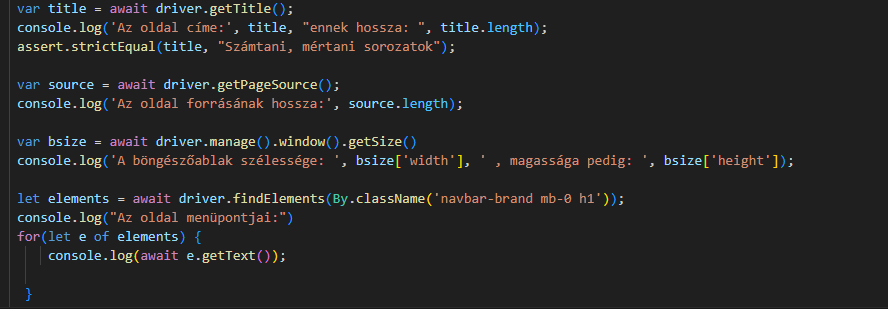 var title = await driver.getTitle();
console.log('Az oldal címe:', title, "ennek hossza: ", title.length);
assert.strictEqual(title, "Számtani, mértani sorozatok");
var source = await driver.getPageSource();
console.log('Az oldal forrásának hossza:', source.length);
var bsize = await driver.manage().window().getSize()
console.log('A böngészőablak szélessége: ', bsize['width'], ' , magassága pedig: ', bsize['height']);
let elements = await driver.findElements(By.className('navbar-brand mb-0 h1'));
console.log("Az oldal menüpontjai:")
for(let e of elements) {
console.log(await e.getText());
}